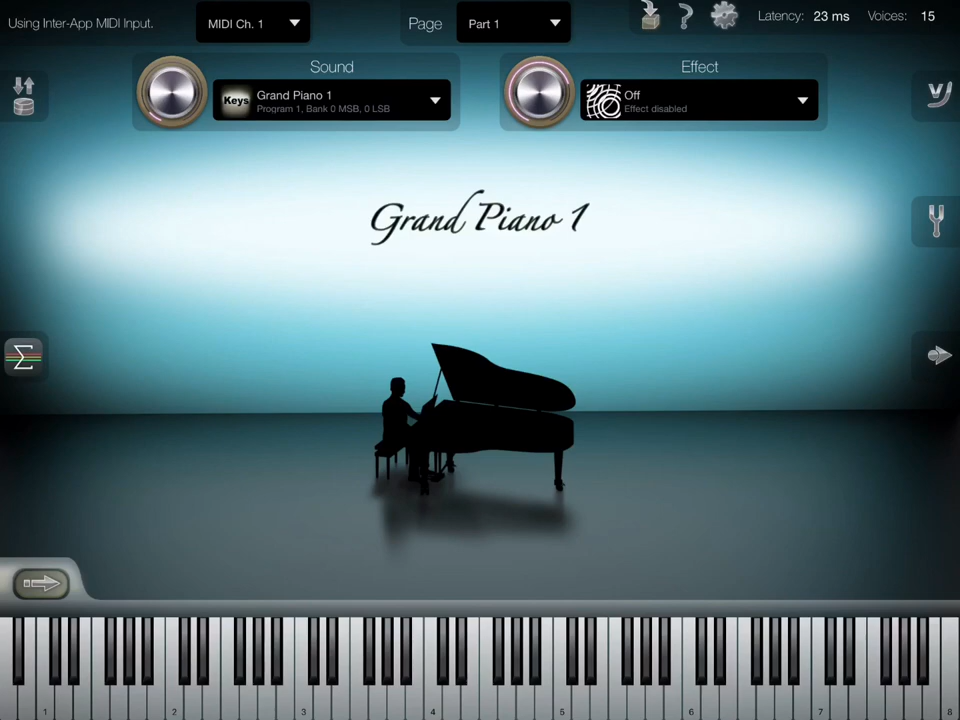 Using Inter-App MIDI Input.
MIDI Ch. 1
Page
Part 1
?
Latency: 23 ms
Voices: 15
Sound
Keys
Grand Piano 1
Program 1, Bank 0 MSB, 0 LSB
Effect
Off
Effect disabled
Grand Piano 1
Σ
1 2 3 4 5 6 7 8